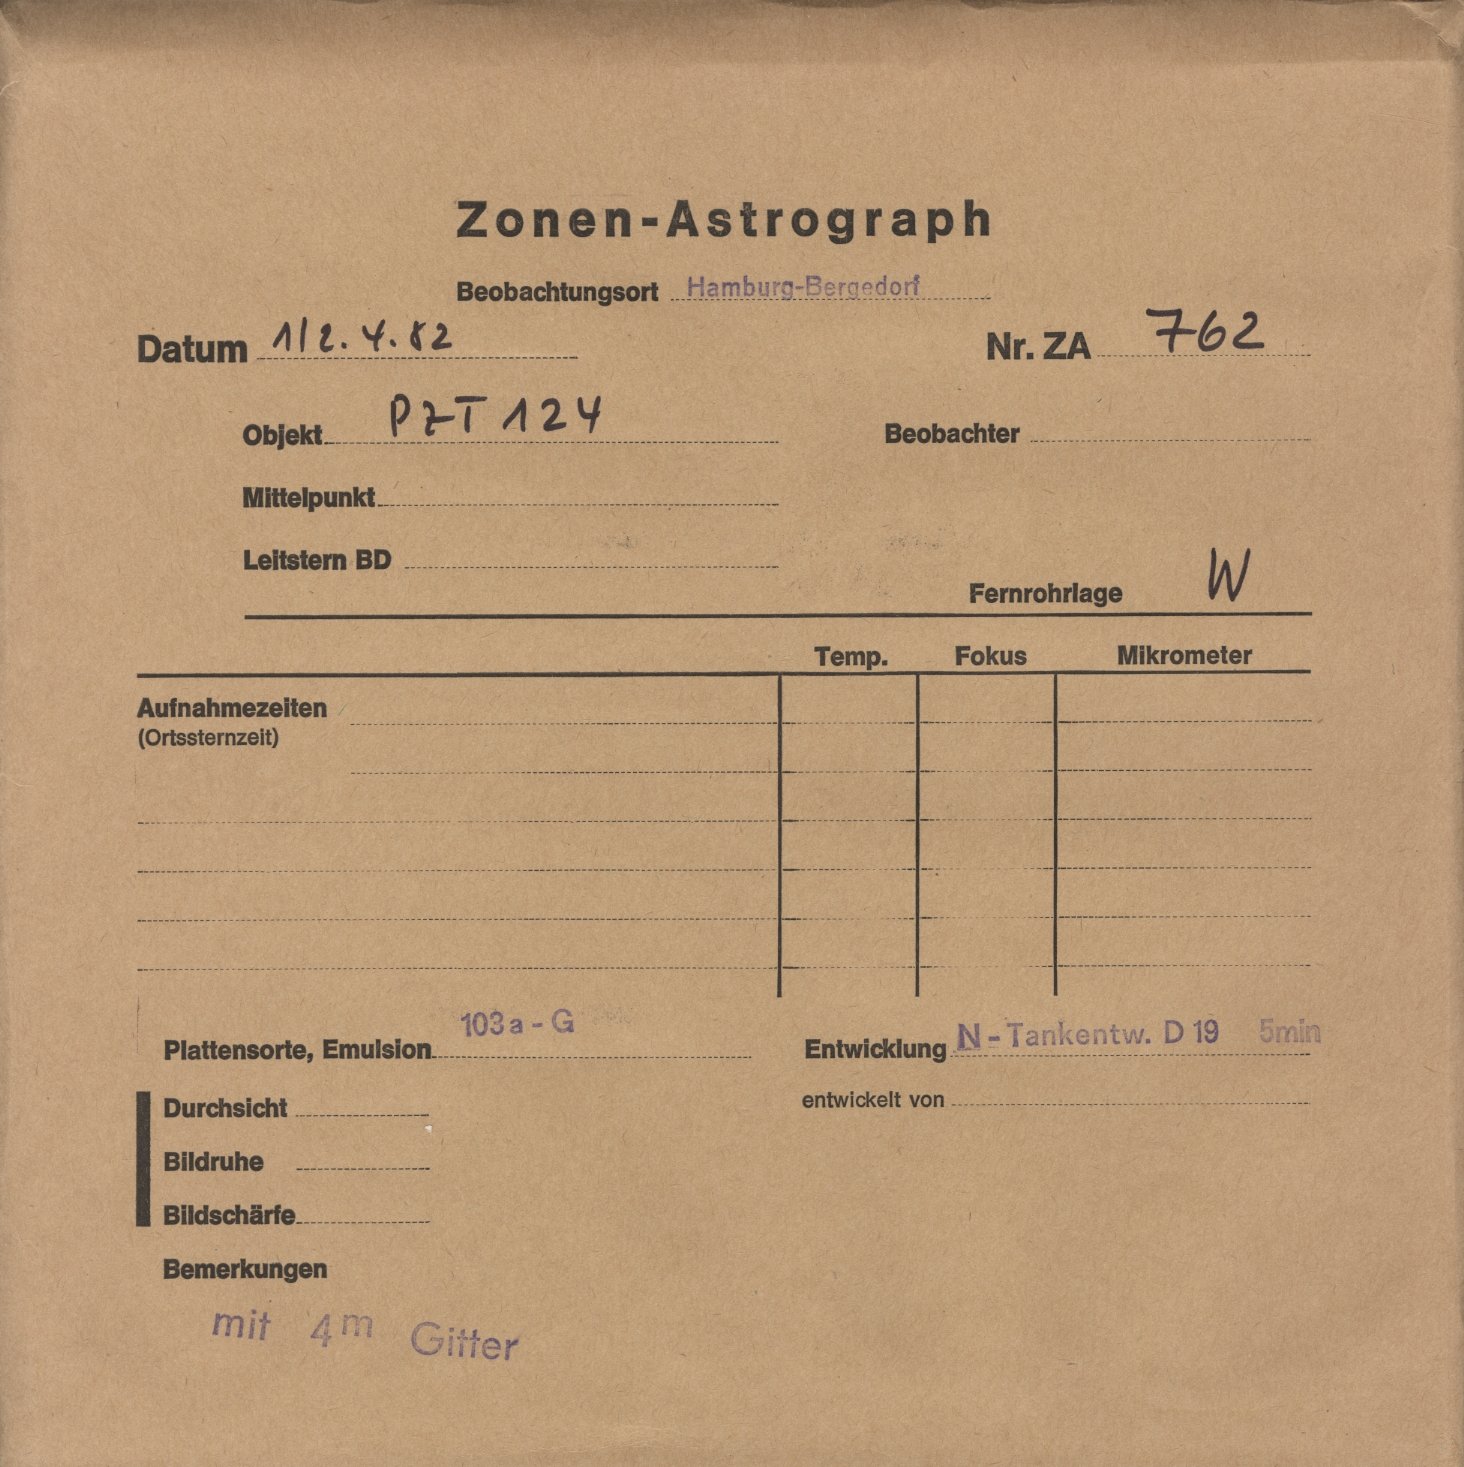 Zonen-Astrograph
Beobachtungsort Hamburg-Bergedorf
Datum 1/2. 4. 82 Nr. ZA 762
Objekt PZT 124 Beobachter
Mittelpunkt
Leitstern BD
Fernrohrlage W
Temp. Fokus Mikrometer
Aufnahmezeiten
(Ortssternzeit)
Plattensorte, Emulsion 103a-G Entwicklung N-Tankentw. D 19 5min
Durchsicht entwickelt von
Bildruhe
Bildschärfe
Bemerkungen
mit 4m Gitter